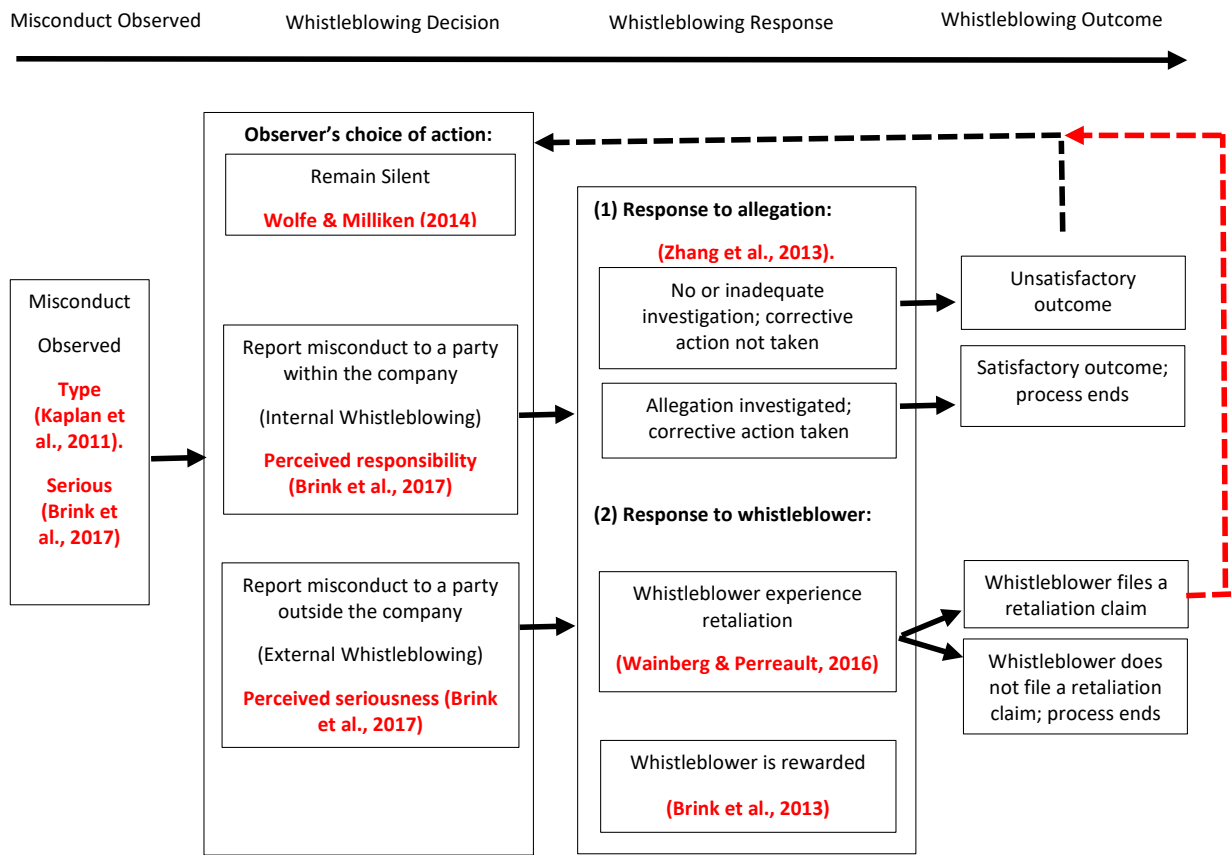 Misconduct Observed
Whistleblowing Decision
Whistleblowing Response
Whistleblowing Outcome
Misconduct
Observed
Type
(Kaplan et
al., 2011).
Serious
(Brink et
al., 2017)
Observer’s choice of action:
Remain Silent
Wolfe & Milliken (2014)
Report misconduct to a party
within the company
(Internal Whistleblowing)
Perceived responsibility
(Brink et al., 2017)
Report misconduct to a party
outside the company
(External Whistleblowing)
Perceived seriousness (Brink
et al., 2017)
(1) Response to allegation:
(Zhang et al., 2013).
No or inadequate
investigation; corrective
action not taken
Allegation investigated;
corrective action taken
(2) Response to whistleblower:
Whistleblower experience
retaliation
(Wainberg & Perreault, 2016)
Whistleblower is rewarded
(Brink et al., 2013)
Unsatisfactory
outcome
Satisfactory outcome;
process ends
Whistleblower files a
retaliation claim
Whistleblower does
not file a retaliation
claim; process ends